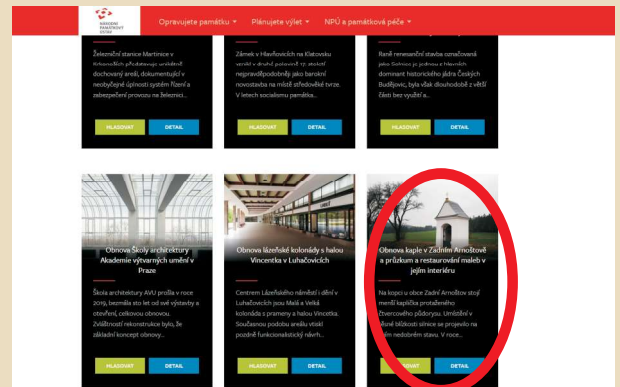 NÁRODNÍ
PAMÁTKOVÝ
ÚSTAV
Opravujete památku
Plánujete výlet
NPÚ a památková péče
Železniční stanice Martinice v
Krkonoších představuje unikátně
dochovaný areál, dokumentující v
neobyčejné úplnosti systém řízení a
zabezpečení provozu na železnici...
HLASOVAT
DETAIL
Zámek v Hlavňovicích na Klatovsku
vznikl v druhé polovině 17. století
nejpravděpodobněji jako barokní
novostavba na místě středověké tvrze.
V letech socialismu památka...
HLASOVAT
DETAIL
Raně renesanční stavba označovaná
jako Solnice je jednou z hlavních
dominant historického jádra Českých
Budějovic, byla však dlouhodobě z větší
části bez využití a...
HLASOVAT
DETAIL
Obnova Školy architektury
Akademie výtvarných umění v
Praze
Škola architektury AVU prošla v roce
2019, bezmála sto let od své výstavby a
otevření, celkovou obnovou.
Zvláštností rekonstrukce bylo, že
základní koncept obnovy...
HLASOVAT
DETAIL
Obnova lázeňské kolonády s halou
Vincentka v Luhačovicích
Centrem Lázeňského náměstí i dění v
Luhačovicích jsou Malá a Velká
kolonáda s prameny a halou Vincentka.
Současnou podobu areálu vtiskl
pozdně funkcionalistický návrh...
HLASOVAT
DETAIL
Obnova kaple v Zadním Arnoštově
a průzkum a restaurování maleb v
jejím interiéru
Na kopci u obce Zadní Arnoštov stojí
menší kaplička protaženého
čtvercového půdorysu. Umístění v
těsné blízkosti silnice se projevilo na
jejím nedobrém stavu. V roce...
HLASOVAT
DETAIL